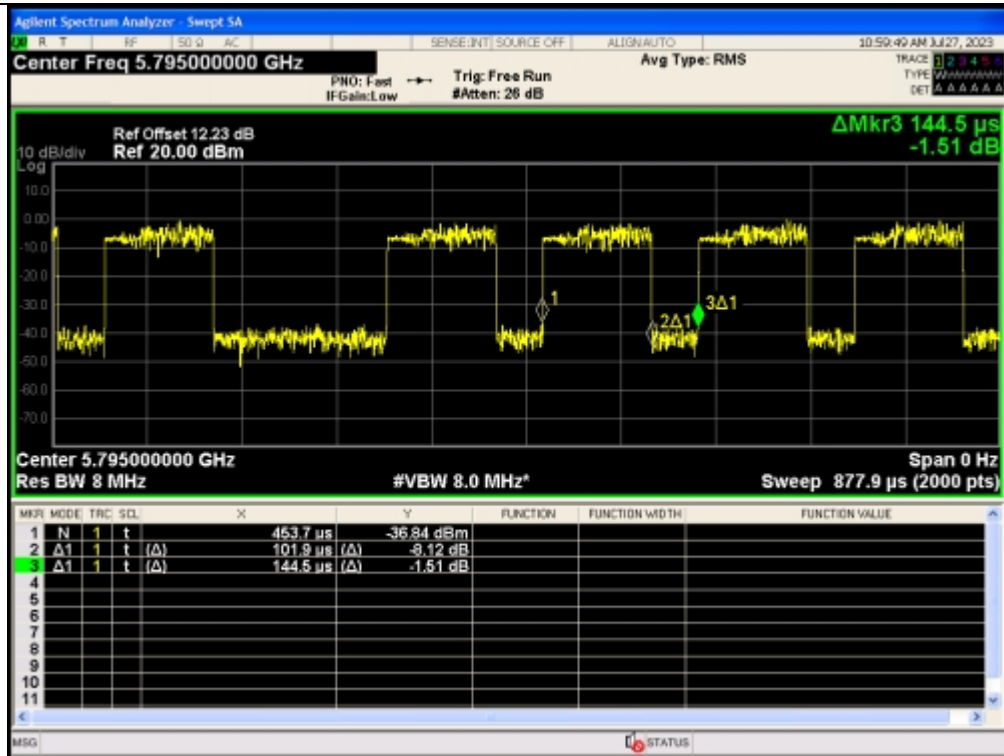 Agilent Spectrum Analyzer - Swept SA
R T RF 50 Ω AC SENSE:INT SOURCE OFF ALIGNAUTO 10:59:49 AM Jul 27, 2023
Center Freq 5.795000000 GHz Avg Type: RMS TRACE 1 2 3 4 5 6
PNO: Fast Trig: Free Run TYPE
IFGain:Low #Atten: 26 dB DET A A A A A A
ΔMkr3 144.5 µs
-1.51 dB
Ref Offset 12.23 dB
10 dB/div Ref 20.00 dBm
Log
10.0
0.00
-10.0
-20.0
-30.0
-40.0
-50.0
-60.0
-70.0
1
2Δ1
3Δ1
Center 5.795000000 GHz Span 0 Hz
Res BW 8 MHz #VBW 8.0 MHz* Sweep 877.9 µs (2000 pts)
MKR MODE TRC SCL X Y FUNCTION FUNCTION WIDTH FUNCTION VALUE
1 N 1 t 453.7 µs -36.84 dBm
2 Δ1 1 t (Δ) 101.9 µs (Δ) -8.12 dB
3 Δ1 1 t (Δ) 144.5 µs (Δ) -1.51 dB
4
5
6
7
8
9
10
11
MSG STATUS